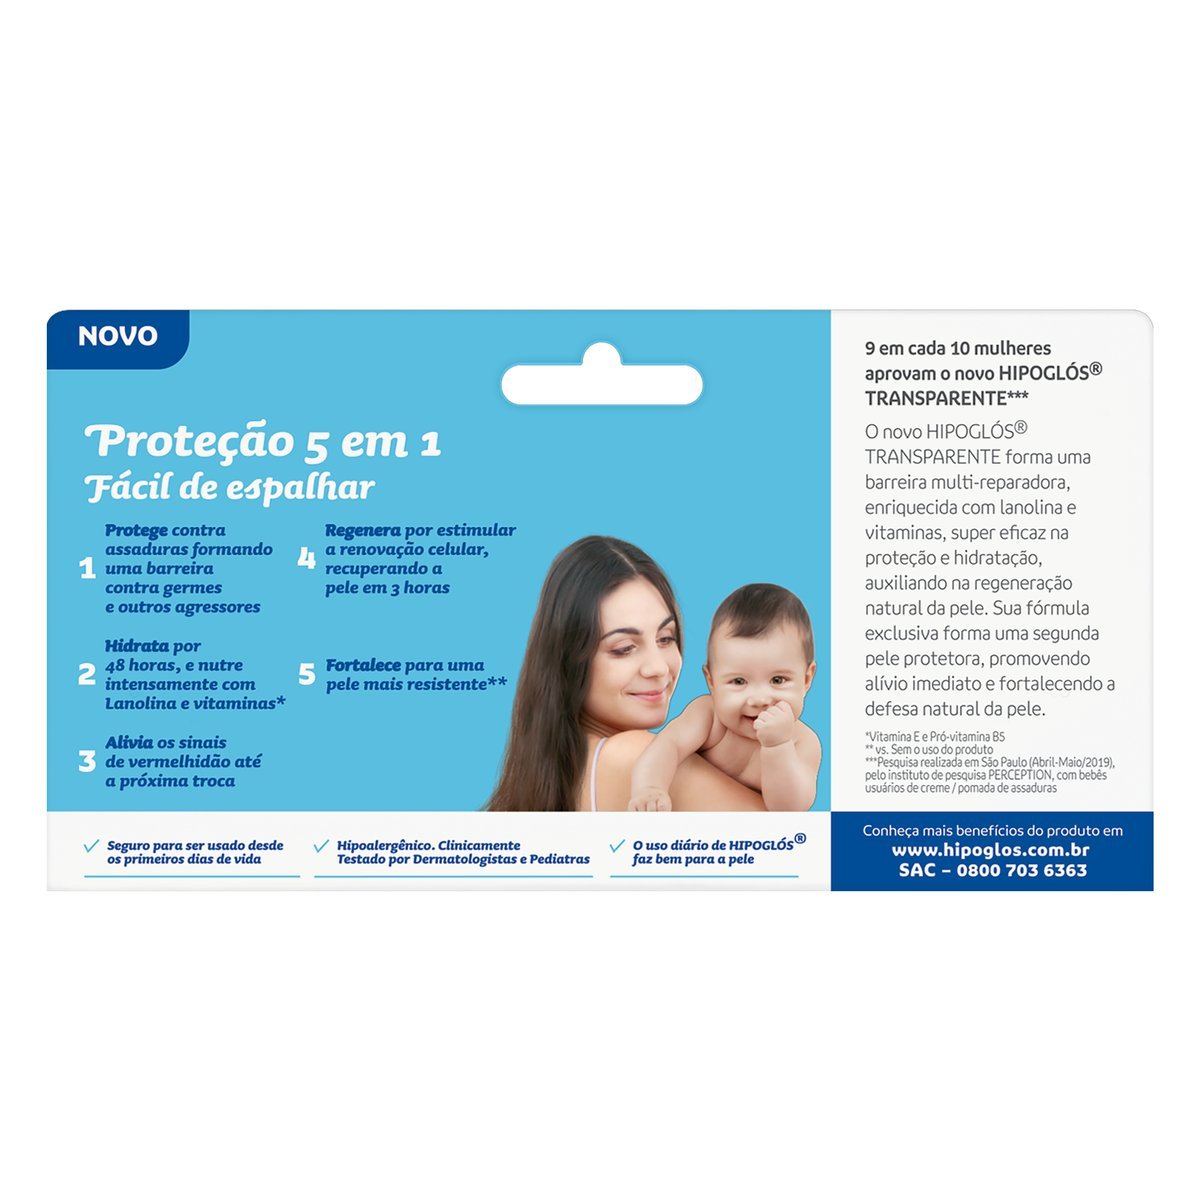 NOVO
Proteção 5 em 1
Fácil de espalhar
1
Protege contra
assaduras formando
uma barreira
contra germes
e outros agressores
2
Hidrata por
48 horas, e nutre
intensamente com
Lanolina e vitaminas*
3
Alivia os sinais
de vermelhidão até
a próxima troca
4
Regenera por estimular
a renovação celular,
recuperando a
pele em 3 horas
5
Fortalece para uma
pele mais resistente**
Seguro para ser usado desde
os primeiros dias de vida
Hipoalergênico. Clinicamente
Testado por Dermatologistas e Pediatras
O uso diário de HIPOGLÓS®
faz bem para a pele
9 em cada 10 mulheres
aprovam o novo HIPOGLÓS®
TRANSPARENTE***
O novo HIPOGLÓS®
TRANSPARENTE forma uma
barreira multi-reparadora,
enriquecida com lanolina e
vitaminas, super eficaz na
proteção e hidratação,
auxiliando na regeneração
natural da pele. Sua fórmula
exclusiva forma uma segunda
pele protetora, promovendo
alívio imediato e fortalecendo a
defesa natural da pele.
*Vitamina E e Pró-vitamina B5
** vs. Sem o uso do produto
***Pesquisa realizada em São Paulo (Abril-Maio/2019),
pelo instituto de pesquisa PERCEPTION, com bebês
usuários de creme / pomada de assaduras
Conheça mais benefícios do produto em
www.hipoglos.com.br
SAC – 0800 703 6363